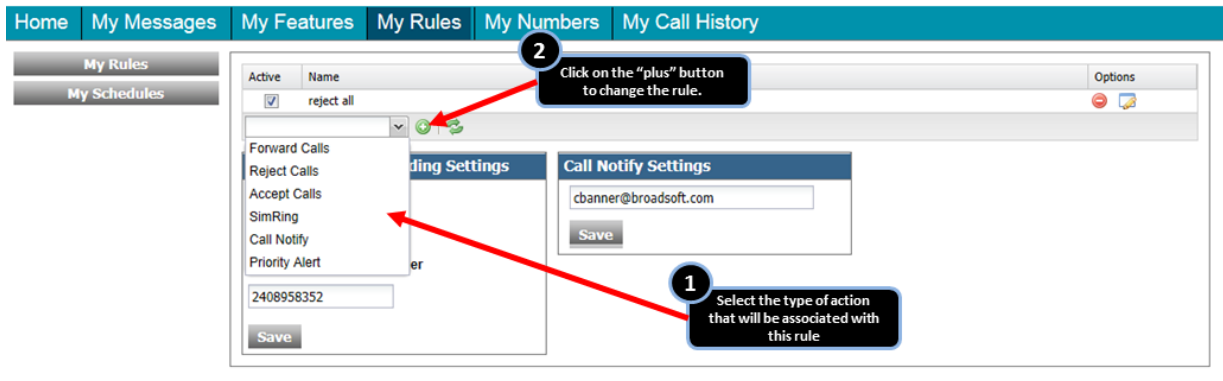 Home My Messages My Features My Rules My Numbers My Call History
My Rules
My Schedules
2
Click on the “plus” button
to change the rule.
Active Name Options
reject all
Forward Calls
Reject Calls
Accept Calls
SimRing
Call Notify
Priority Alert
ding Settings
er
2408958352
Save
Call Notify Settings
cbanner@broadsoft.com
Save
1
Select the type of action
that will be associated with
this rule